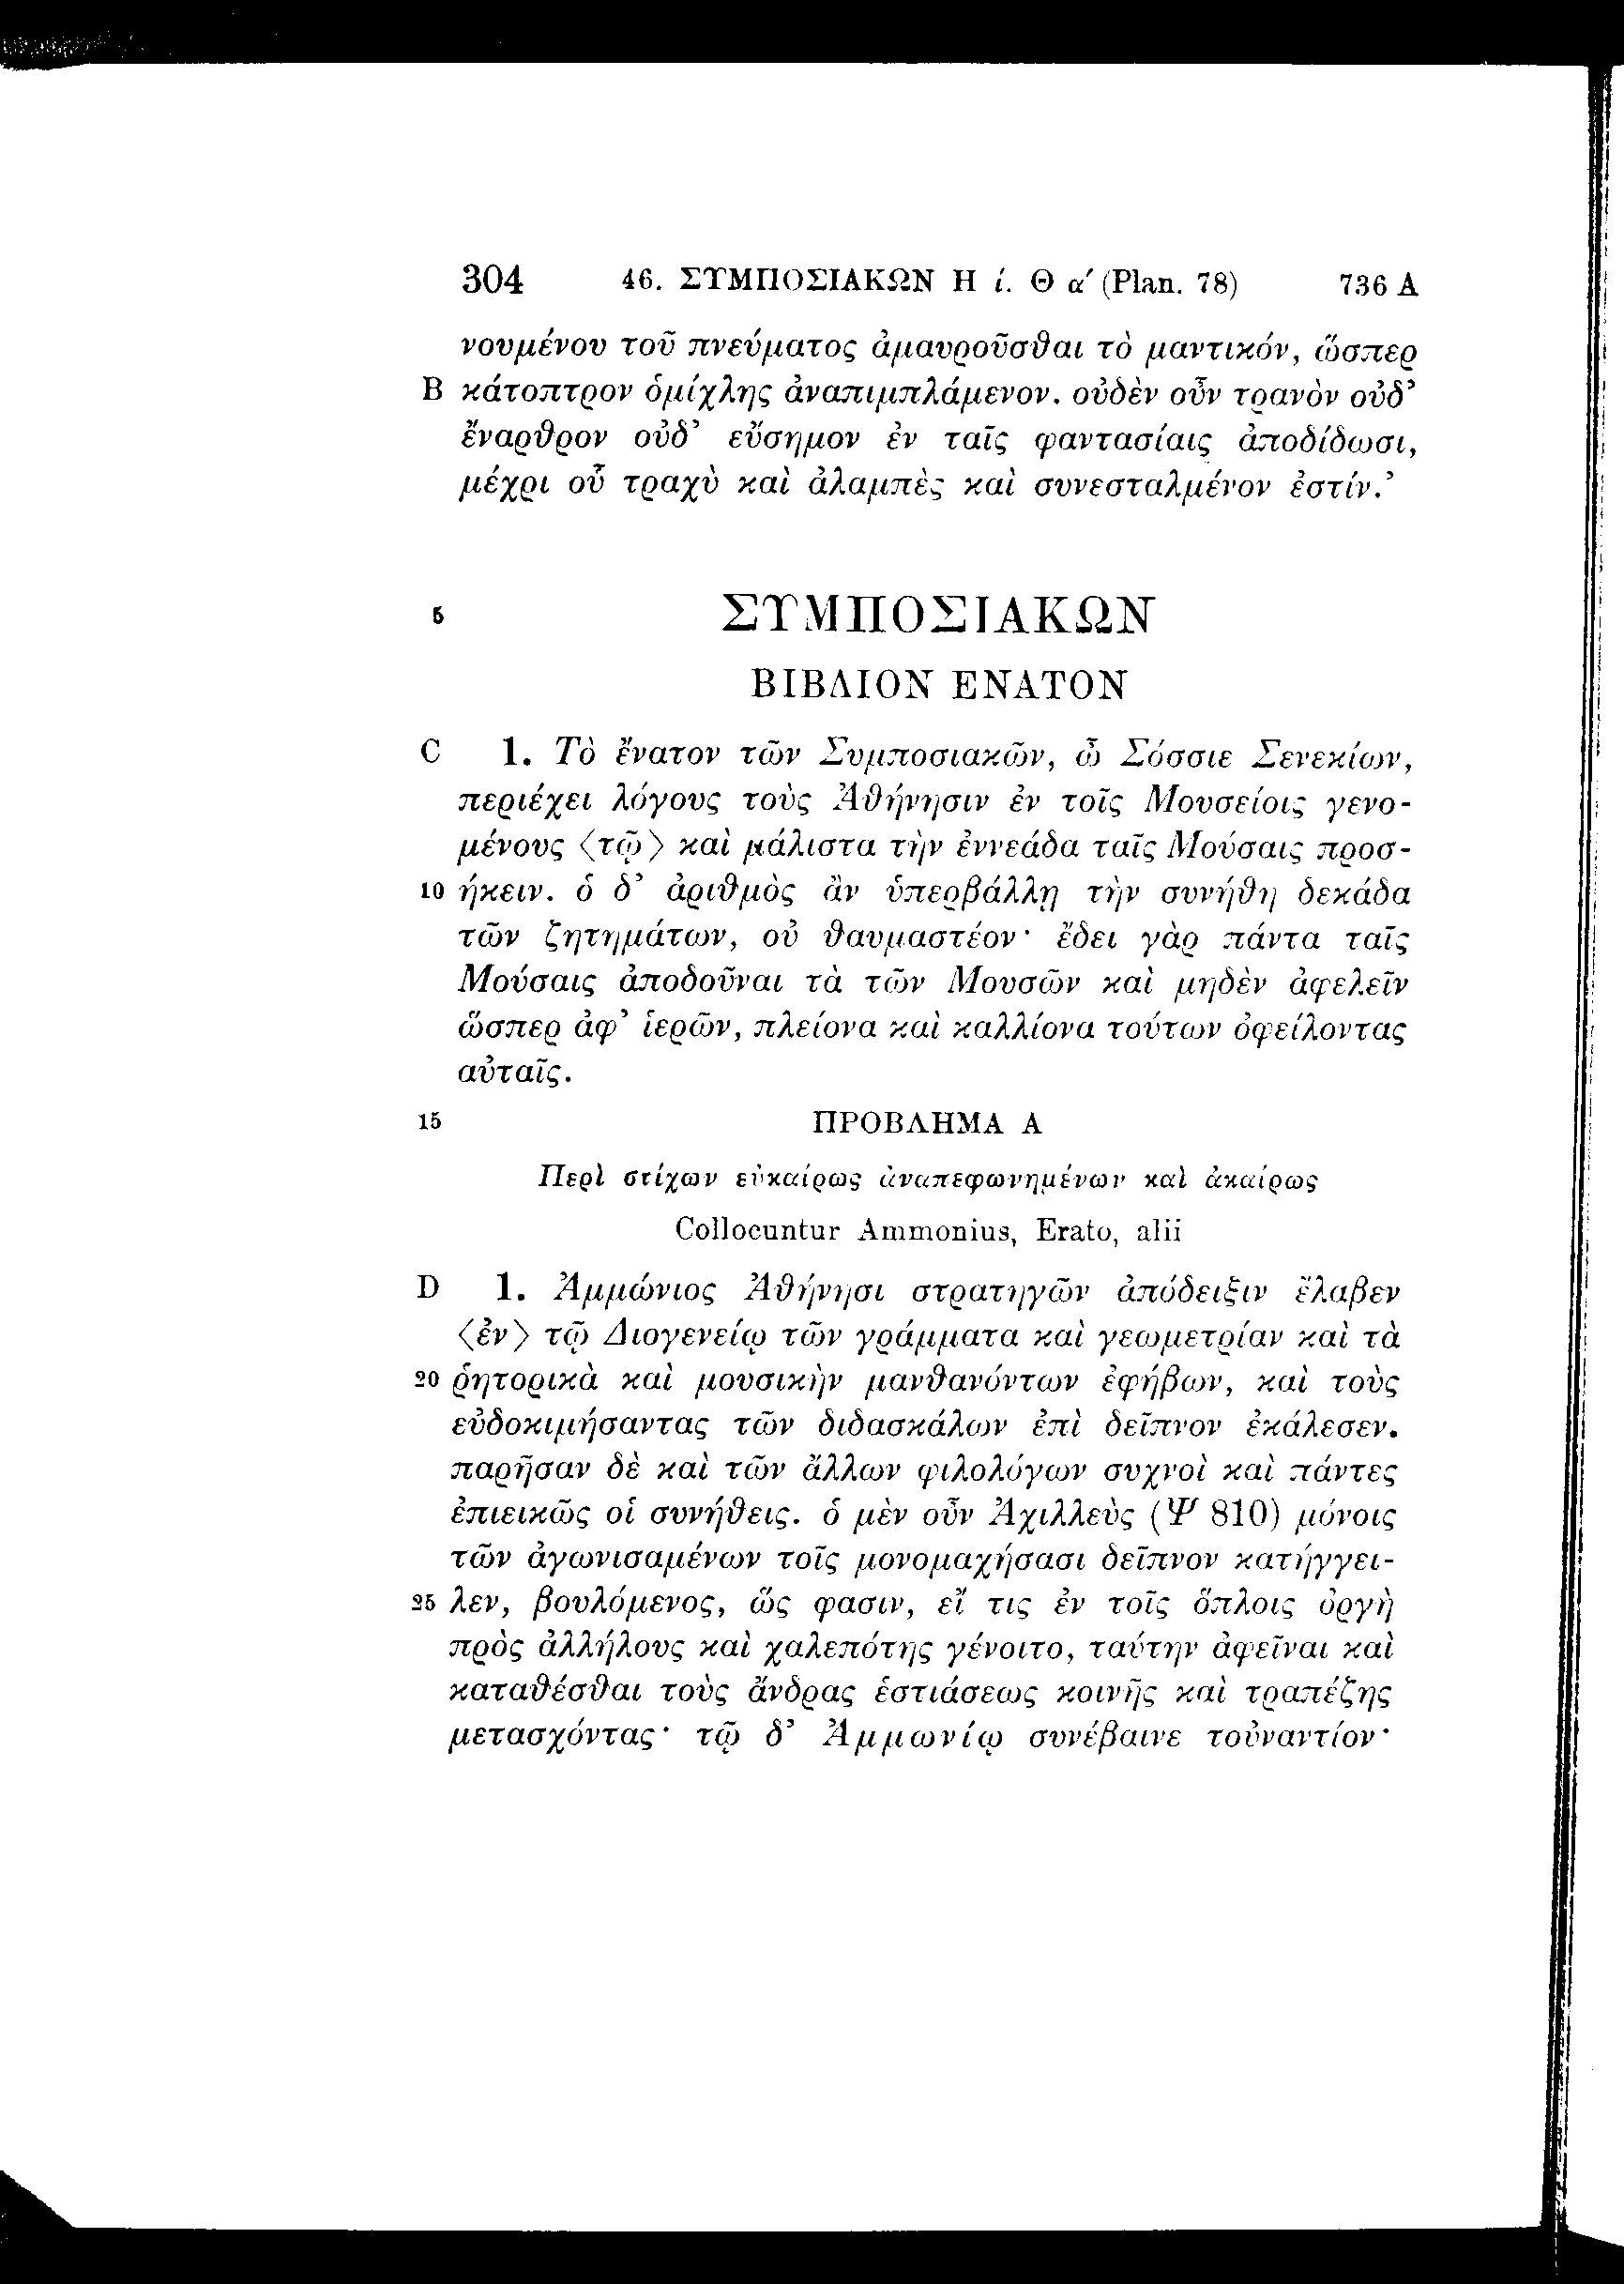 304 46. ΣΥΜΠΟΣΙΑΚΩΝ Η ί. Θ α′ (Plan. 78) 736 A
νουμένου τοῦ πνεύματος ἀμαυροῦσθαι τὸ μαντικόν, ὥσπερ
B κάτοπτρον ὁμίχλης ἀναπιμπλάμενον. οὐδὲν οὖν τρανὸν οὐδ’
ἔναρθρον οὐδ’ εὔσημον ἐν ταῖς φαντασίαις ἀποδίδωσι,
μέχρι οὗ τραχὺ καὶ ἀλαμπὲς καὶ συνεσταλμένον ἐστίν.’
5 ΣΥΜΠΟΣΙΑΚΩΝ
ΒΙΒΛΙΟΝ ΕΝΑΤΟΝ
C 1. Τὸ ἔνατον τῶν Συμποσιακῶν, ὦ Σόσσιε Σενεκίων,
περιέχει λόγους τοὺς Ἀθήνησιν ἐν τοῖς Μουσείοις γενο-
μένους ⟨τῷ⟩ καὶ μάλιστα τὴν ἐννεάδα ταῖς Μούσαις προσ-
10 ήκειν. ὁ δ’ ἀριθμὸς ἂν ὑπερβάλλῃ τὴν συνήθη δεκάδα
τῶν ζητημάτων, οὐ θαυμαστέον· ἔδει γὰρ πάντα ταῖς
Μούσαις ἀποδοῦναι τὰ τῶν Μουσῶν καὶ μηδὲν ἀφελεῖν
ὥσπερ ἀφ’ ἱερῶν, πλείονα καὶ καλλίονα τούτων ὀφείλοντας
αὐταῖς.
15 ΠΡΟΒΛΗΜΑ Α
Περὶ στίχων εὐκαίρως ἀναπεφωνημένων καὶ ἀκαίρως
Collocuntur Ammonius, Erato, alii
D 1. Ἀμμώνιος Ἀθήνησι στρατηγῶν ἀπόδειξιν ἔλαβεν
⟨ἐν⟩ τῷ Διογενείῳ τῶν γράμματα καὶ γεωμετρίαν καὶ τὰ
20 ῥητορικὰ καὶ μουσικὴν μανθανόντων ἐφήβων, καὶ τοὺς
εὐδοκιμήσαντας τῶν διδασκάλων ἐπὶ δεῖπνον ἐκάλεσεν.
παρῆσαν δὲ καὶ τῶν ἄλλων φιλολόγων συχνοὶ καὶ πάντες
ἐπιεικῶς οἱ συνήθεις. ὁ μὲν οὖν Ἀχιλλεὺς (Ψ 810) μόνοις
τῶν ἀγωνισαμένων τοῖς μονομαχήσασι δεῖπνον κατήγγει-
25 λεν, βουλόμενος, ὥς φασιν, εἴ τις ἐν τοῖς ὅπλοις ὀργὴ
πρὸς ἀλλήλους καὶ χαλεπότης γένοιτο, ταύτην ἀφεῖναι καὶ
καταθέσθαι τοὺς ἄνδρας ἑστιάσεως κοινῆς καὶ τραπέζης
μετασχόντας· τῷ δ’ Ἀμμωνίῳ συνέβαινε τοὐναντίον·